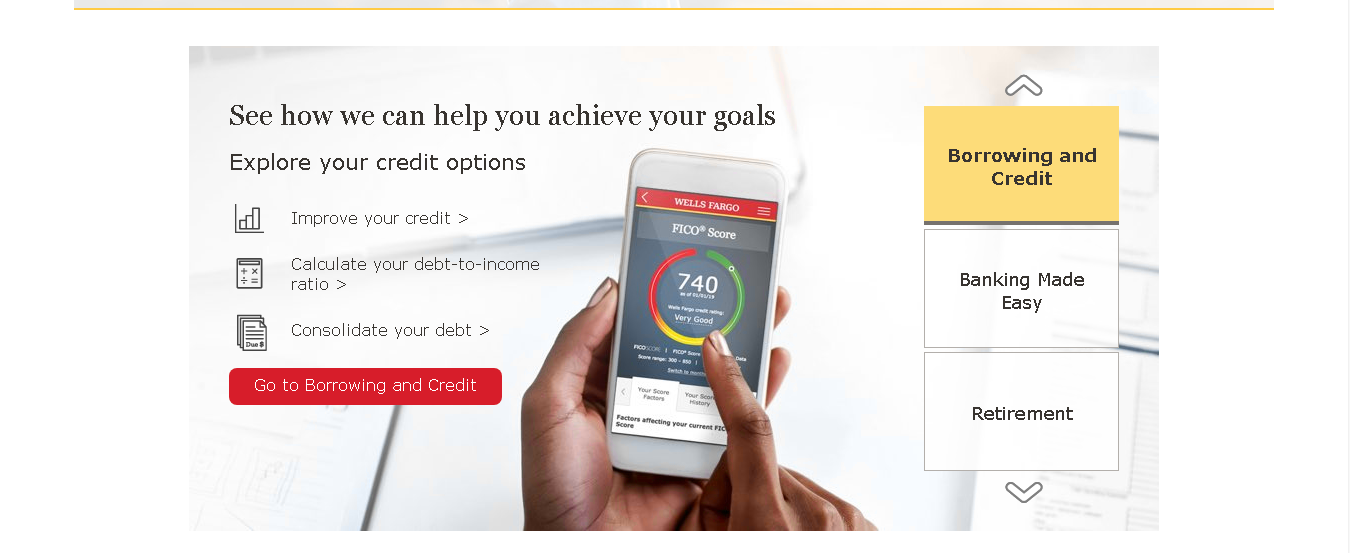 See how we can help you achieve your goals
Explore your credit options
Improve your credit >
Calculate your debt-to-income
ratio >
Due $
Consolidate your debt >
Go to Borrowing and Credit
WELLS FARGO
FICO® Score
740
as of 01/01/19
Wells Fargo credit rating:
Very Good
FICO SCORE | FICO® Score Data
Score range: 300 - 850 |
Switch to
Your Score
Factors
Your Score
History
Factors affecting your current FIC
Score
Borrowing and
Credit
Banking Made
Easy
Retirement